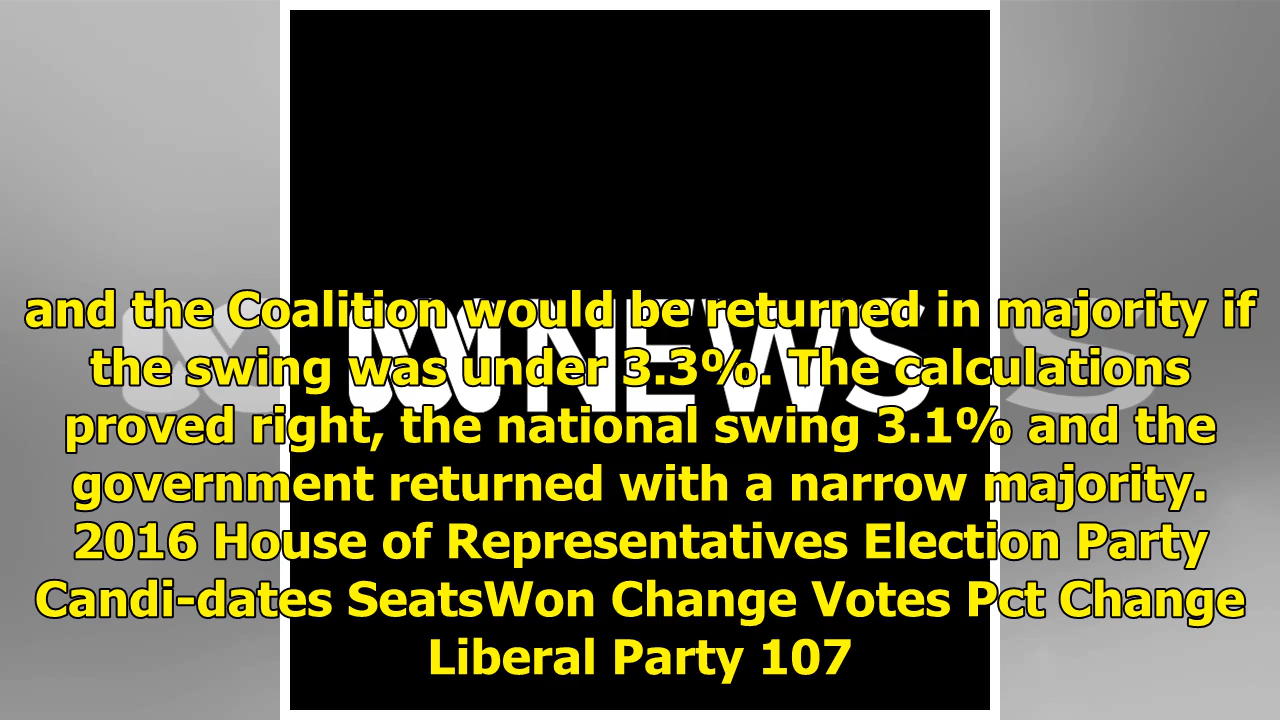 and the Coalition would be returned in majority if
the swing was under 3.3%. The calculations
proved right, the national swing 3.1% and the
government returned with a narrow majority.
2016 House of Representatives Election Party
Candi-dates SeatsWon Change Votes Pct Change
Liberal Party 107
NEWS